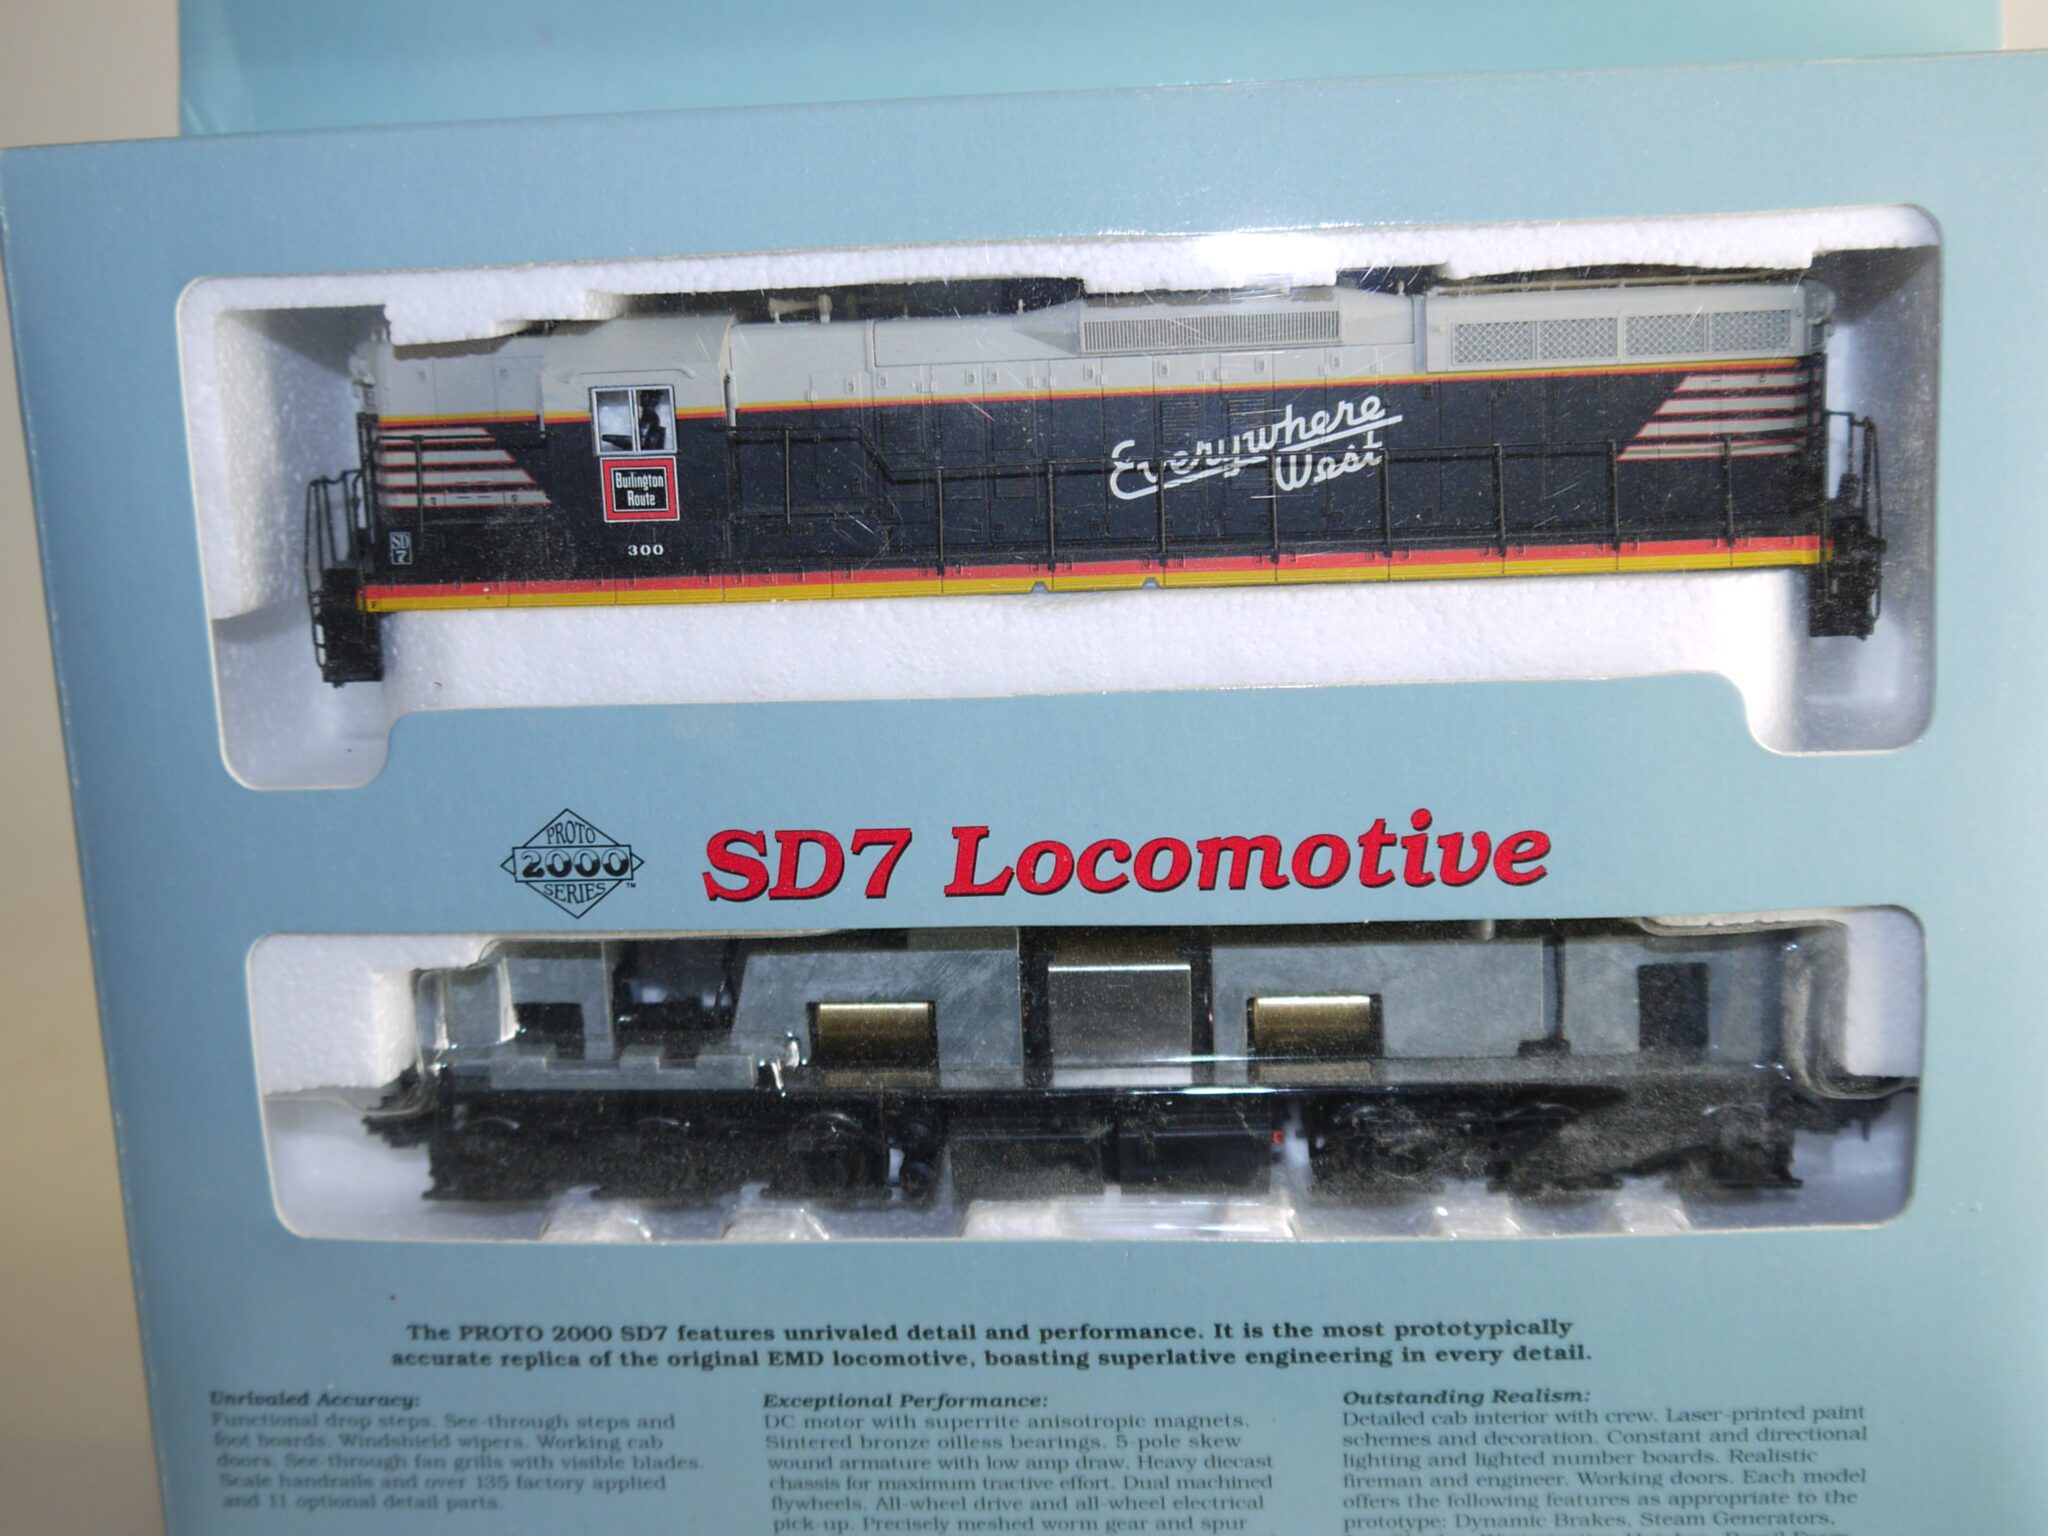 Everywhere
West
Burlington
Route
SD
7
300
F
PROTO
2000
SERIES™
SD7 Locomotive
The PROTO 2000 SD7 features unrivaled detail and performance. It is the most prototypically
accurate replica of the original EMD locomotive, boasting superlative engineering in every detail.
Unrivaled Accuracy:
Functional drop steps. See-through steps and
foot boards. Windshield wipers. Working cab
doors. See-through fan grills with visible blades.
Scale handrails and over 135 factory applied
and 11 optional detail parts.
Exceptional Performance:
DC motor with superrite anisotropic magnets.
Sintered bronze oilless bearings. 5-pole skew
wound armature with low amp draw. Heavy diecast
chassis for maximum tractive effort. Dual machined
flywheels. All-wheel drive and all-wheel electrical
pick-up. Precisely meshed worm gear and spur
Outstanding Realism:
Detailed cab interior with crew. Laser-printed paint
schemes and decoration. Constant and directional
lighting and lighted number boards. Realistic
fireman and engineer. Working doors. Each model
offers the following features as appropriate to the
prototype: Dynamic Brakes, Steam Generators,